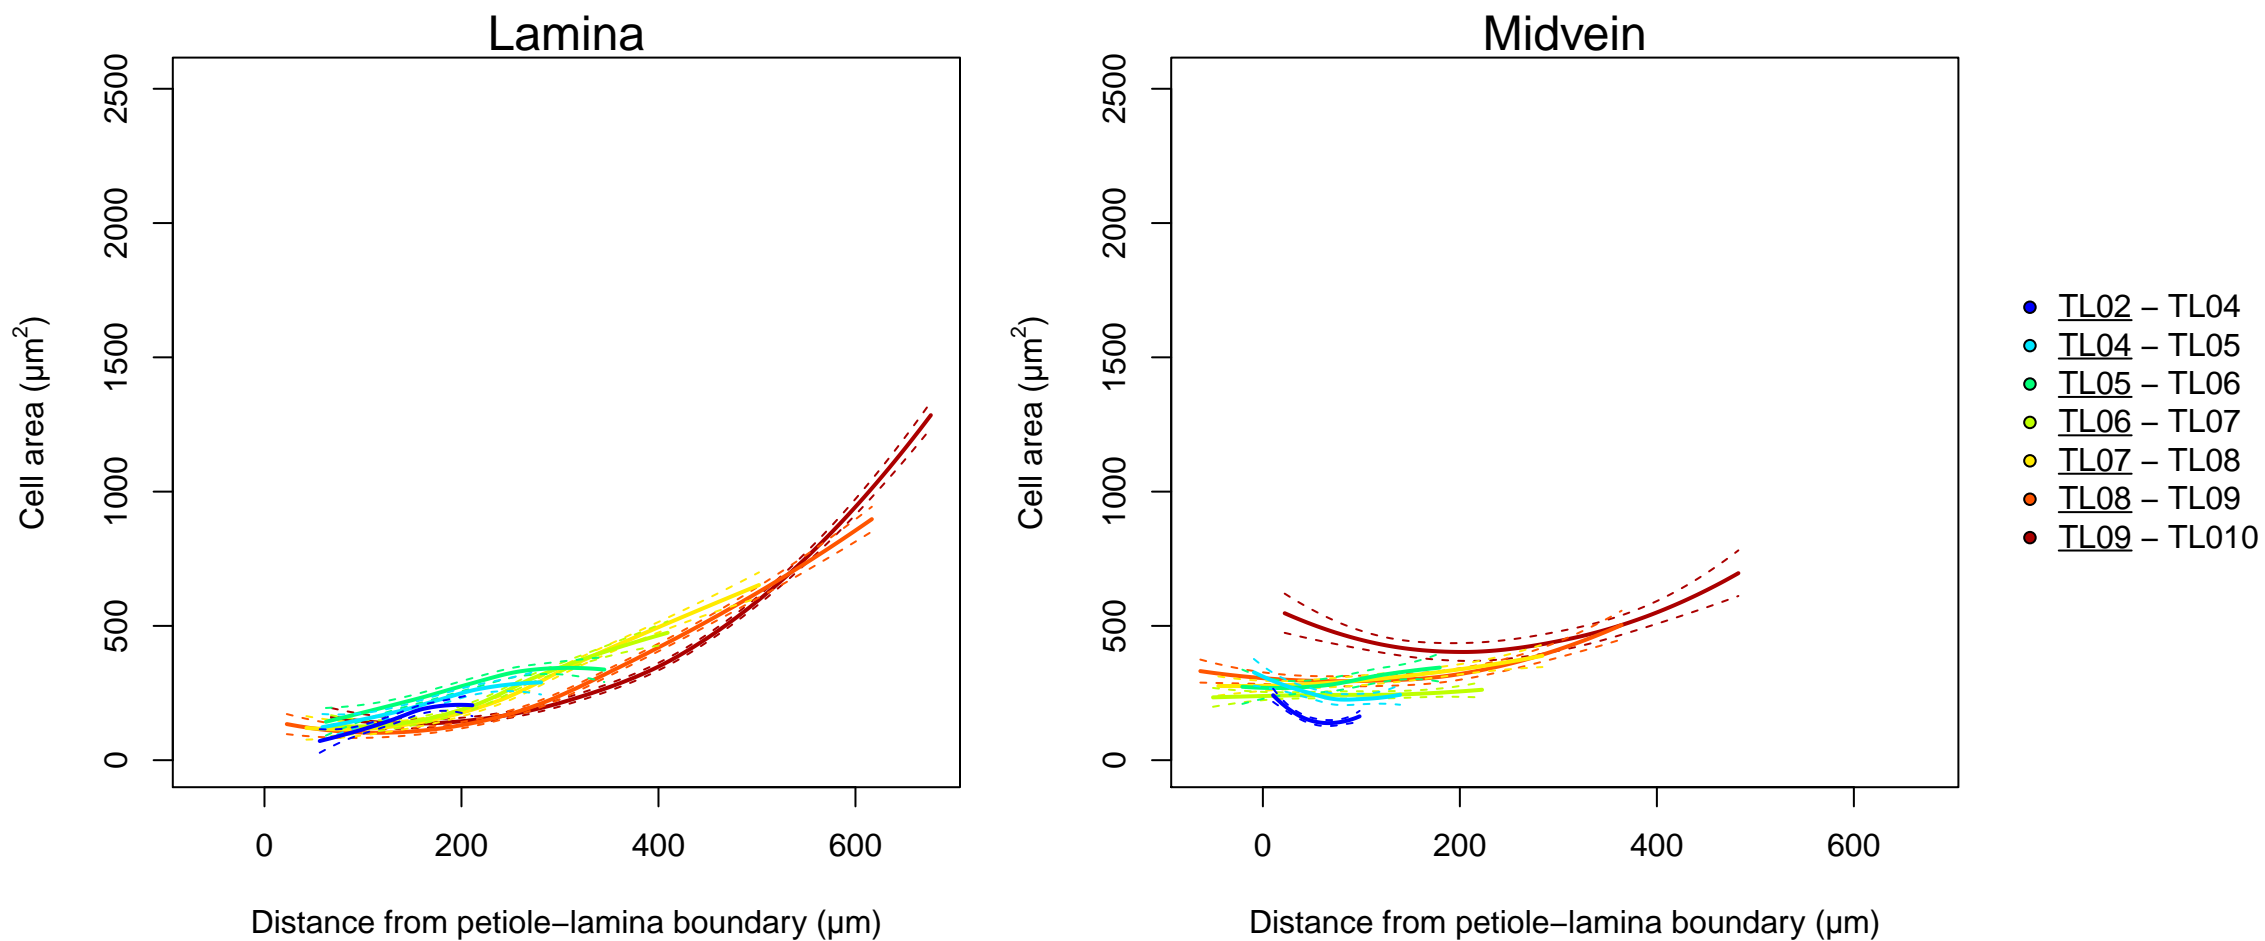 Lamina
Midvein
2500
2000
1500
1000
500
0
Cell area (µm²)
0 200 400 600
Distance from petiole−lamina boundary (µm)
2500
2000
1500
1000
500
0
Cell area (µm²)
0 200 400 600
Distance from petiole−lamina boundary (µm)
TL02 − TL04
TL04 − TL05
TL05 − TL06
TL06 − TL07
TL07 − TL08
TL08 − TL09
TL09 − TL010